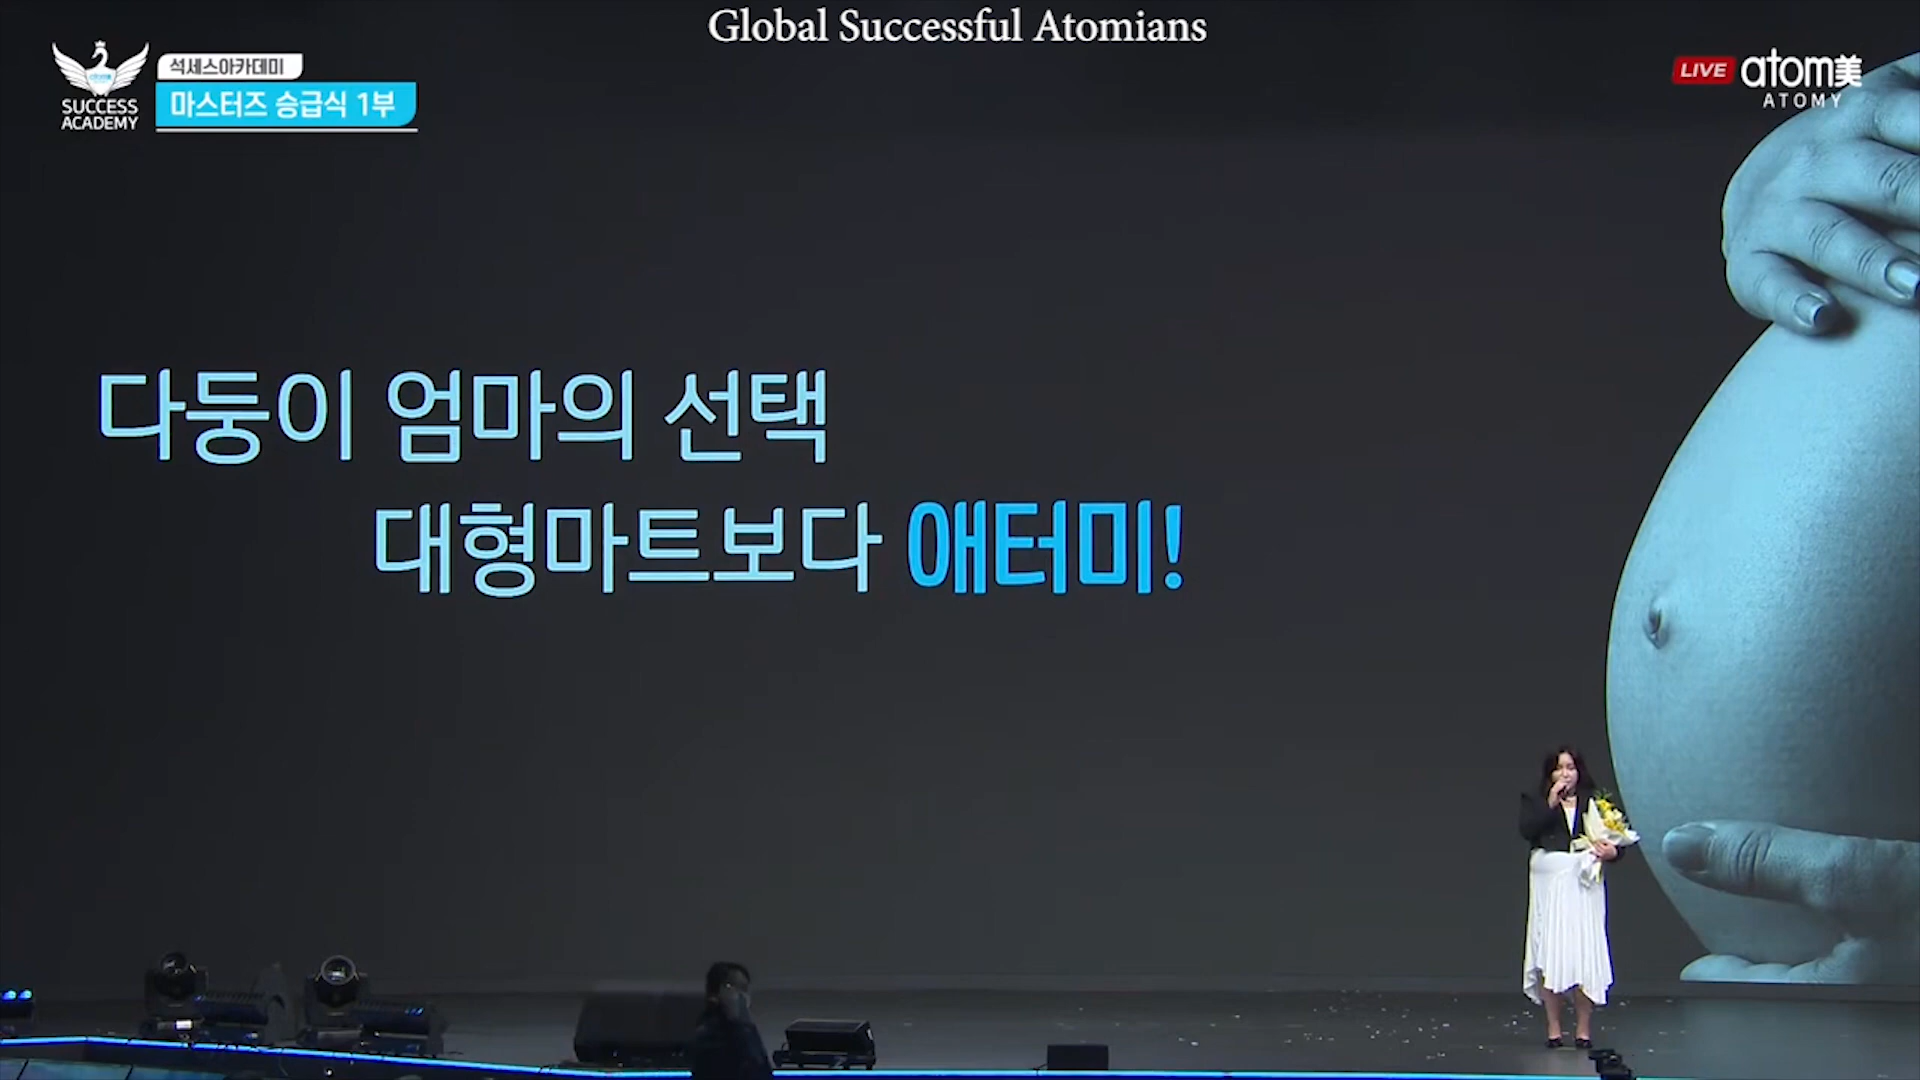 Global Successful Atomians
석세스아카데미
마스터즈 승급식 1부
SUCCESS
ACADEMY
LIVE
atom美
ATOMY
다둥이 엄마의 선택
대형마트보다 애터미!